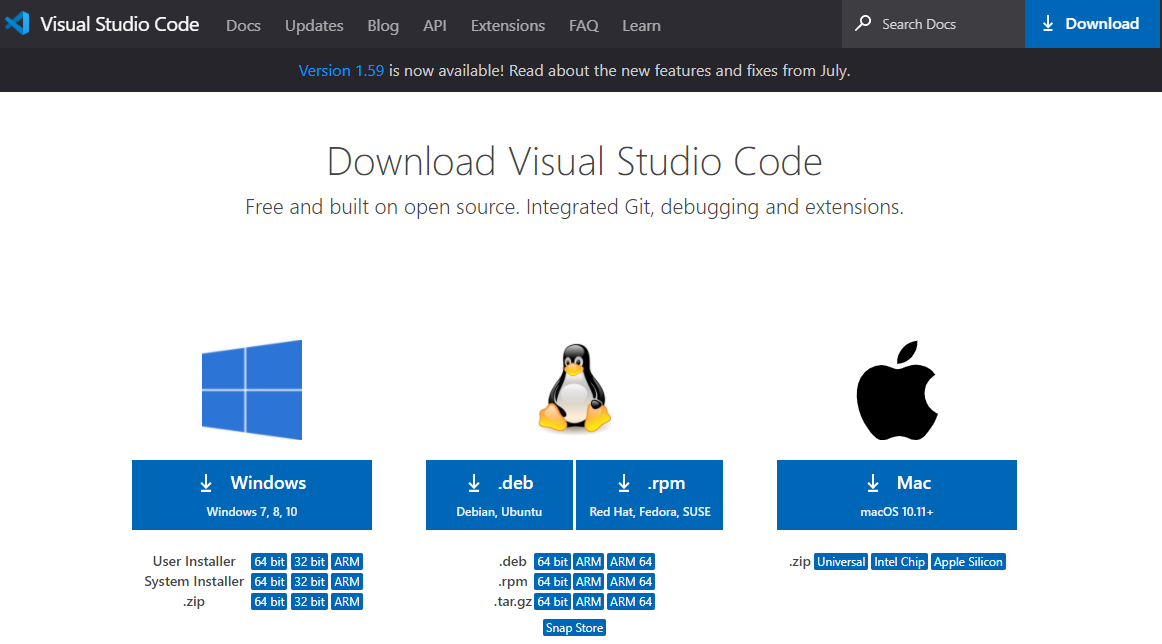 Visual Studio Code Docs Updates Blog API Extensions FAQ Learn Search Docs Download
Version 1.59 is now available! Read about the new features and fixes from July.
Download Visual Studio Code
Free and built on open source. Integrated Git, debugging and extensions.
Windows
Windows 7, 8, 10
User Installer 64 bit 32 bit ARM
System Installer 64 bit 32 bit ARM
.zip 64 bit 32 bit ARM
.deb
Debian, Ubuntu
.rpm
Red Hat, Fedora, SUSE
.deb 64 bit ARM ARM 64
.rpm 64 bit ARM ARM 64
.tar.gz 64 bit ARM ARM 64
Snap Store
Mac
macOS 10.11+
.zip Universal Intel Chip Apple Silicon